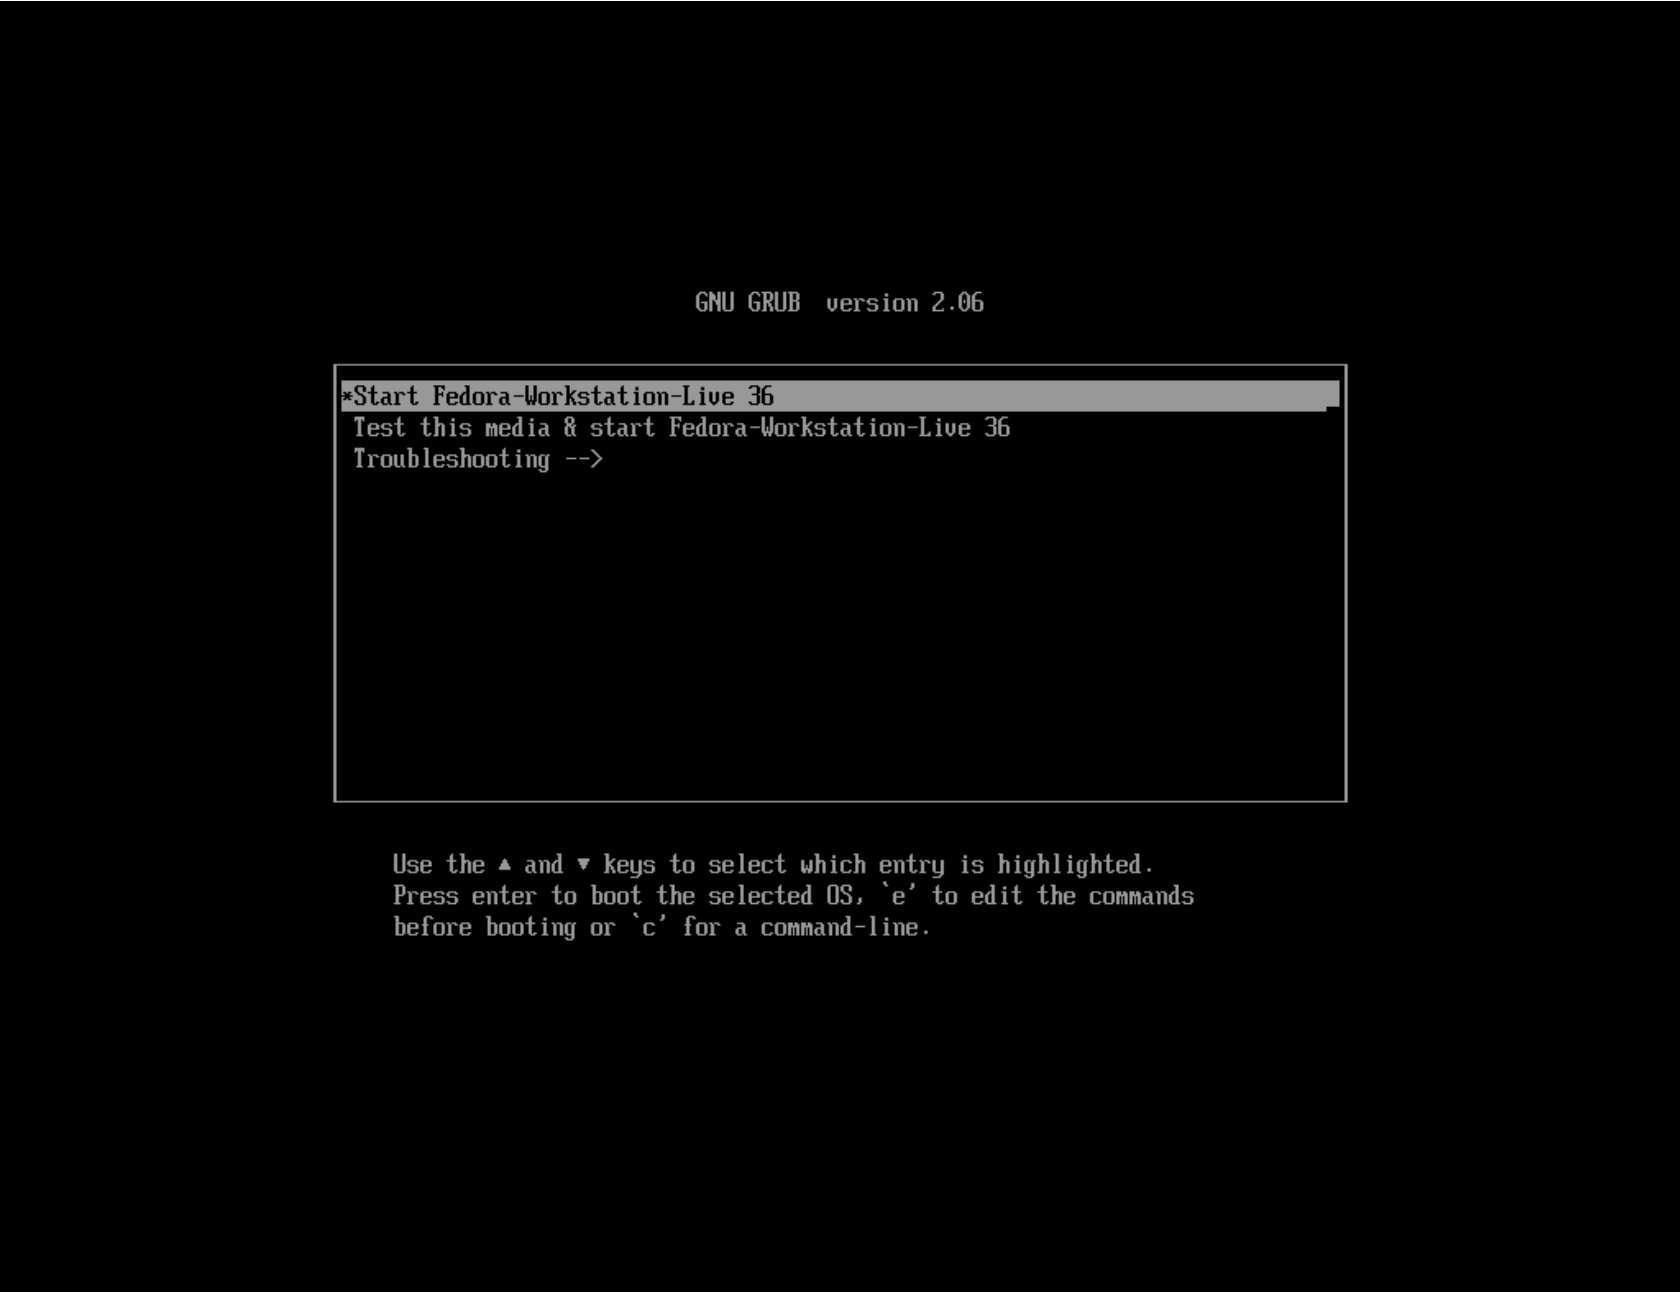 GNU GRUB  version 2.06
*Start Fedora-Workstation-Live 36
Test this media & start Fedora-Workstation-Live 36
Troubleshooting -->
Use the ▲ and ▼ keys to select which entry is highlighted.
Press enter to boot the selected OS, `e' to edit the commands
before booting or `c' for a command-line.